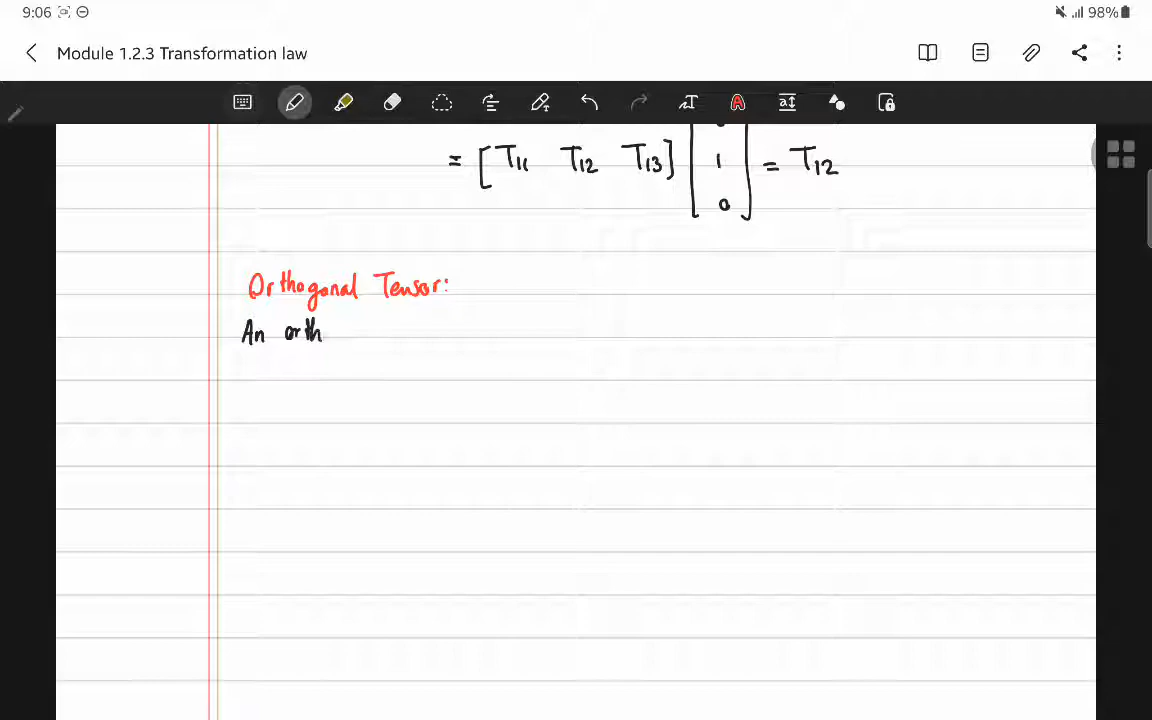 9:06 98%
Module 1.2.3 Transformation law
= [T11 T12 T13] [1 0] = T12
Orthogonal Tensor:
An orth